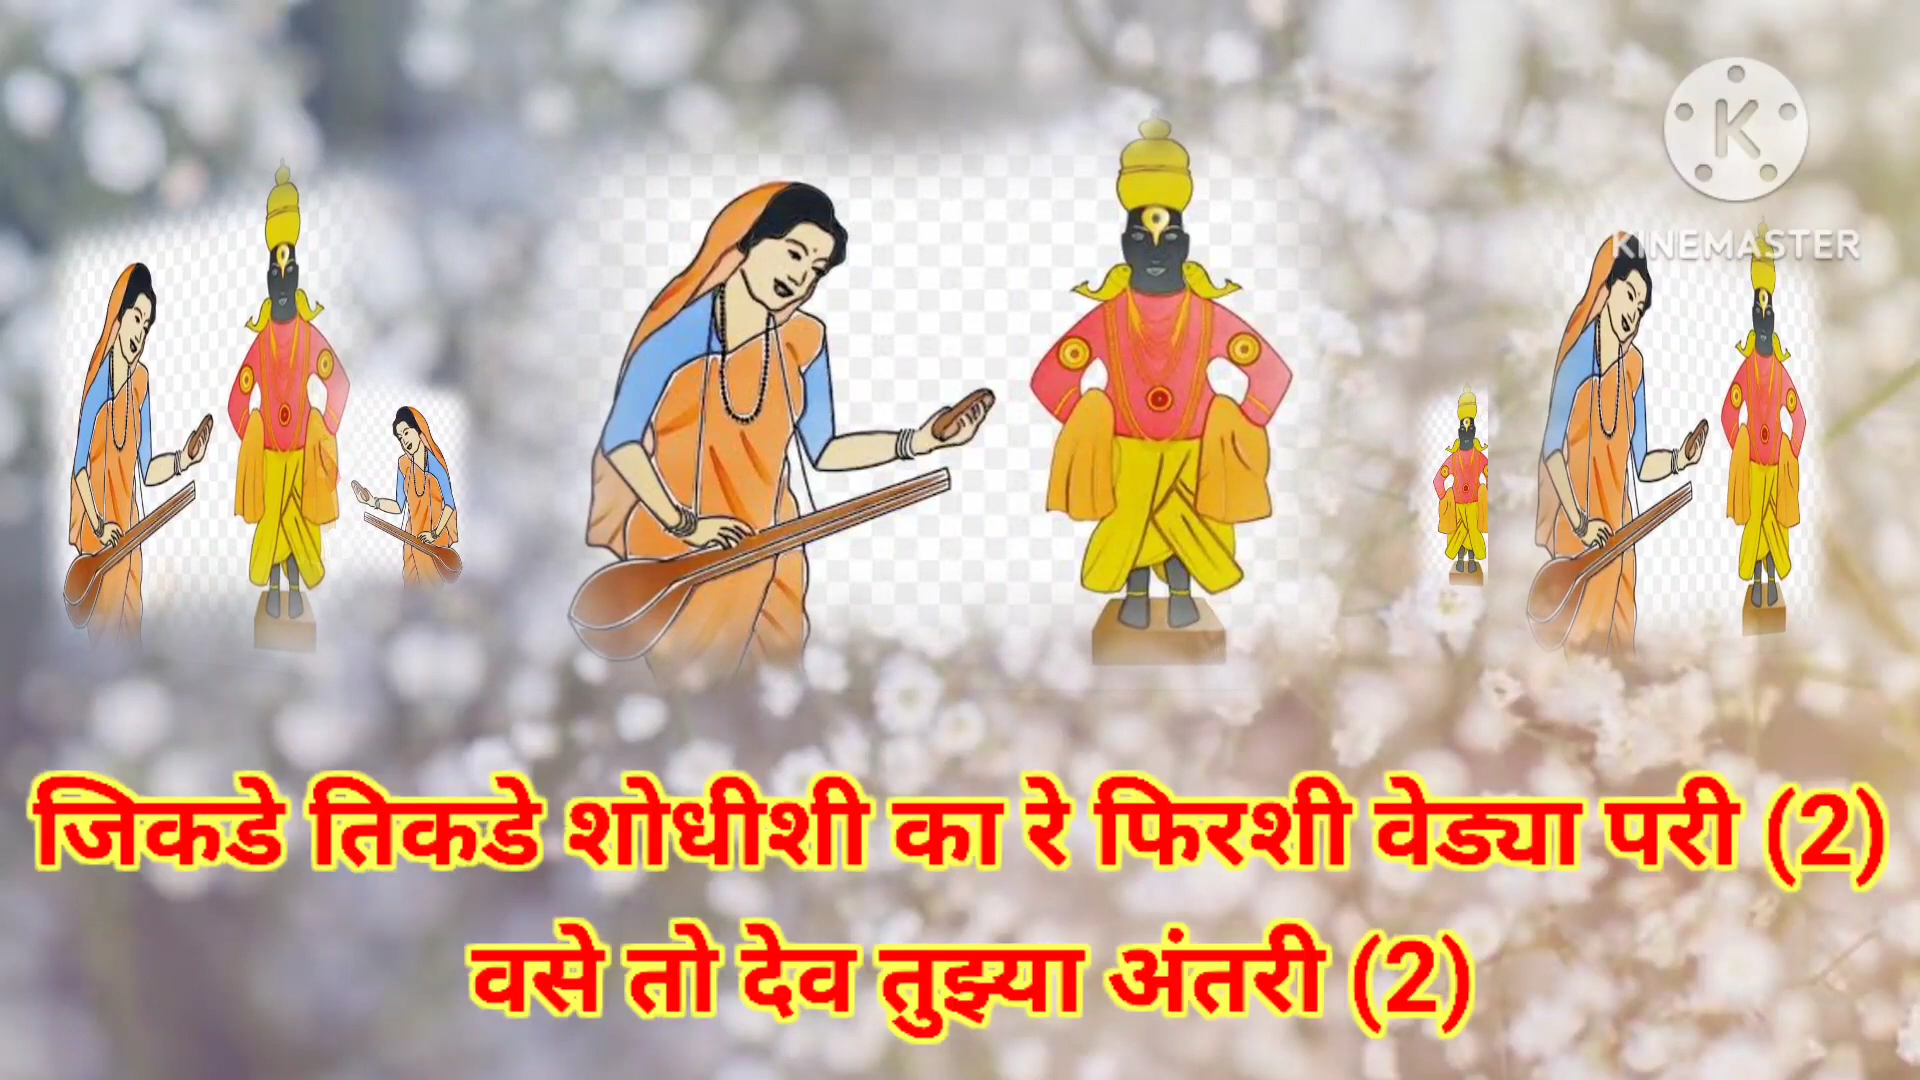 K
KINEMASTER
जिकडे तिकडे शोधीशी का रे फिरशी वेड्या परी (2)
वसे तो देव तुझ्या अंतरी (2)